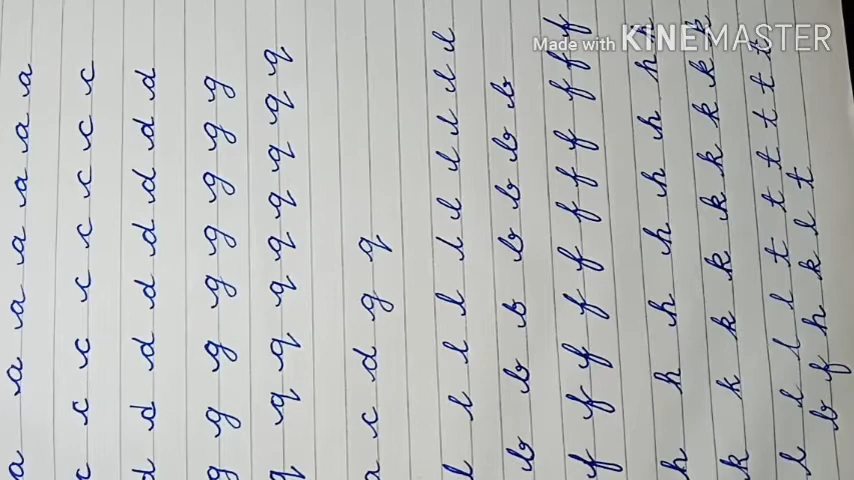 a a a a a a a a
c c c c c c c c
d d d d d d d d
g g g g g g g g
q q q q q q q q q
a c d g q
l l l l l l l l l l
b b b b b b b b
f f f f f f f f f f f
h h h h h h h h
k k k k k k k k k
l l l l t t t t t t
b f h k l t
Made with KINEMASTER